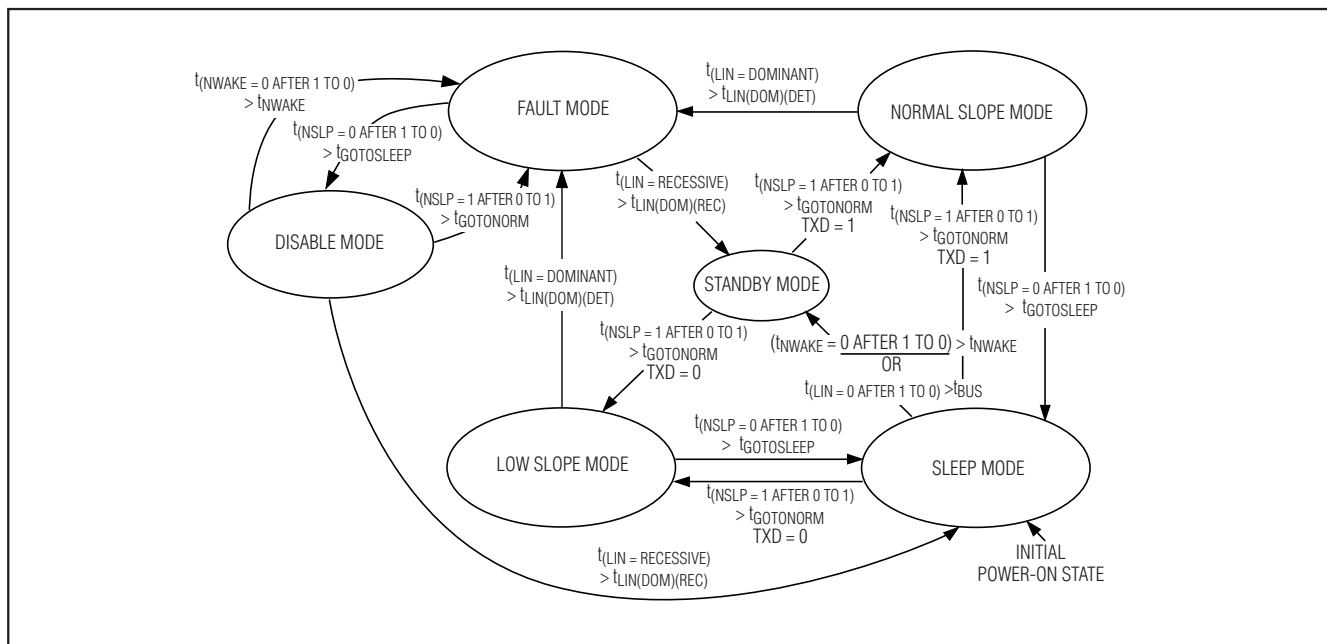 t(NWAKE = 0 AFTER 1 TO 0)
> tNWAKE
FAULT MODE
t(LIN = DOMINANT)
> tLIN(DOM)(DET)
NORMAL SLOPE MODE
t(NSLP = 0 AFTER 1 TO 0)
> tGOTOSLEEP
t(LIN = RECESSIVE)
> tLIN(DOM)(REC)
t(NSLP = 1 AFTER 0 TO 1)
> tGOTONORM
TXD = 1
t(NSLP = 1 AFTER 0 TO 1)
> tGOTONORM
t(NSLP = 1 AFTER 0 TO 1)
> tGOTONORM
TXD = 1
DISABLE MODE
t(LIN = DOMINANT)
> tLIN(DOM)(DET)
STANDBY MODE
t(NSLP = 0 AFTER 1 TO 0)
> tGOTOSLEEP
t(NSLP = 1 AFTER 0 TO 1)
> tGOTONORM
TXD = 0
(tNWAKE = 0 AFTER 1 TO 0) > tNWAKE
OR
t(LIN = 0 AFTER 1 TO 0) >tBUS
LOW SLOPE MODE
t(NSLP = 0 AFTER 1 TO 0)
> tGOTOSLEEP
SLEEP MODE
t(NSLP = 1 AFTER 0 TO 1)
> tGOTONORM
TXD = 0
t(LIN = RECESSIVE)
> tLIN(DOM)(REC)
INITIAL
POWER-ON STATE